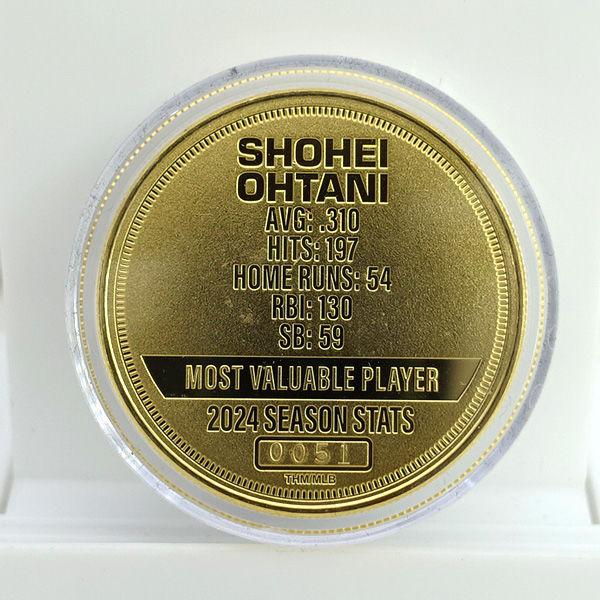 SHOHEI
OHTANI
AVG: .310
HITS: 197
HOME RUNS: 54
RBI: 130
SB: 59
MOST VALUABLE PLAYER
2024 SEASON STATS
0051
THM/MLB